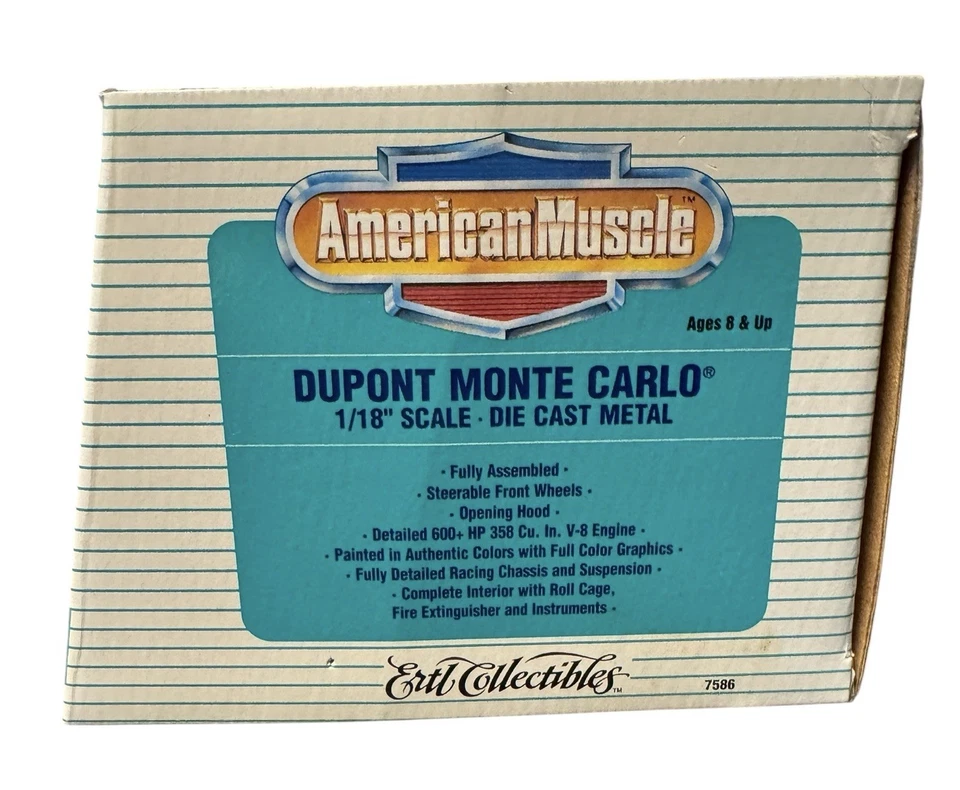 AmericanMuscle™
Ages 8 & Up
DUPONT MONTE CARLO®
1/18" SCALE · DIE CAST METAL
· Fully Assembled ·
· Steerable Front Wheels ·
· Opening Hood ·
· Detailed 600+ HP 358 Cu. In. V-8 Engine ·
· Painted in Authentic Colors with Full Color Graphics ·
· Fully Detailed Racing Chassis and Suspension ·
· Complete Interior with Roll Cage,
Fire Extinguisher and Instruments ·
Ertl Collectibles™
7586